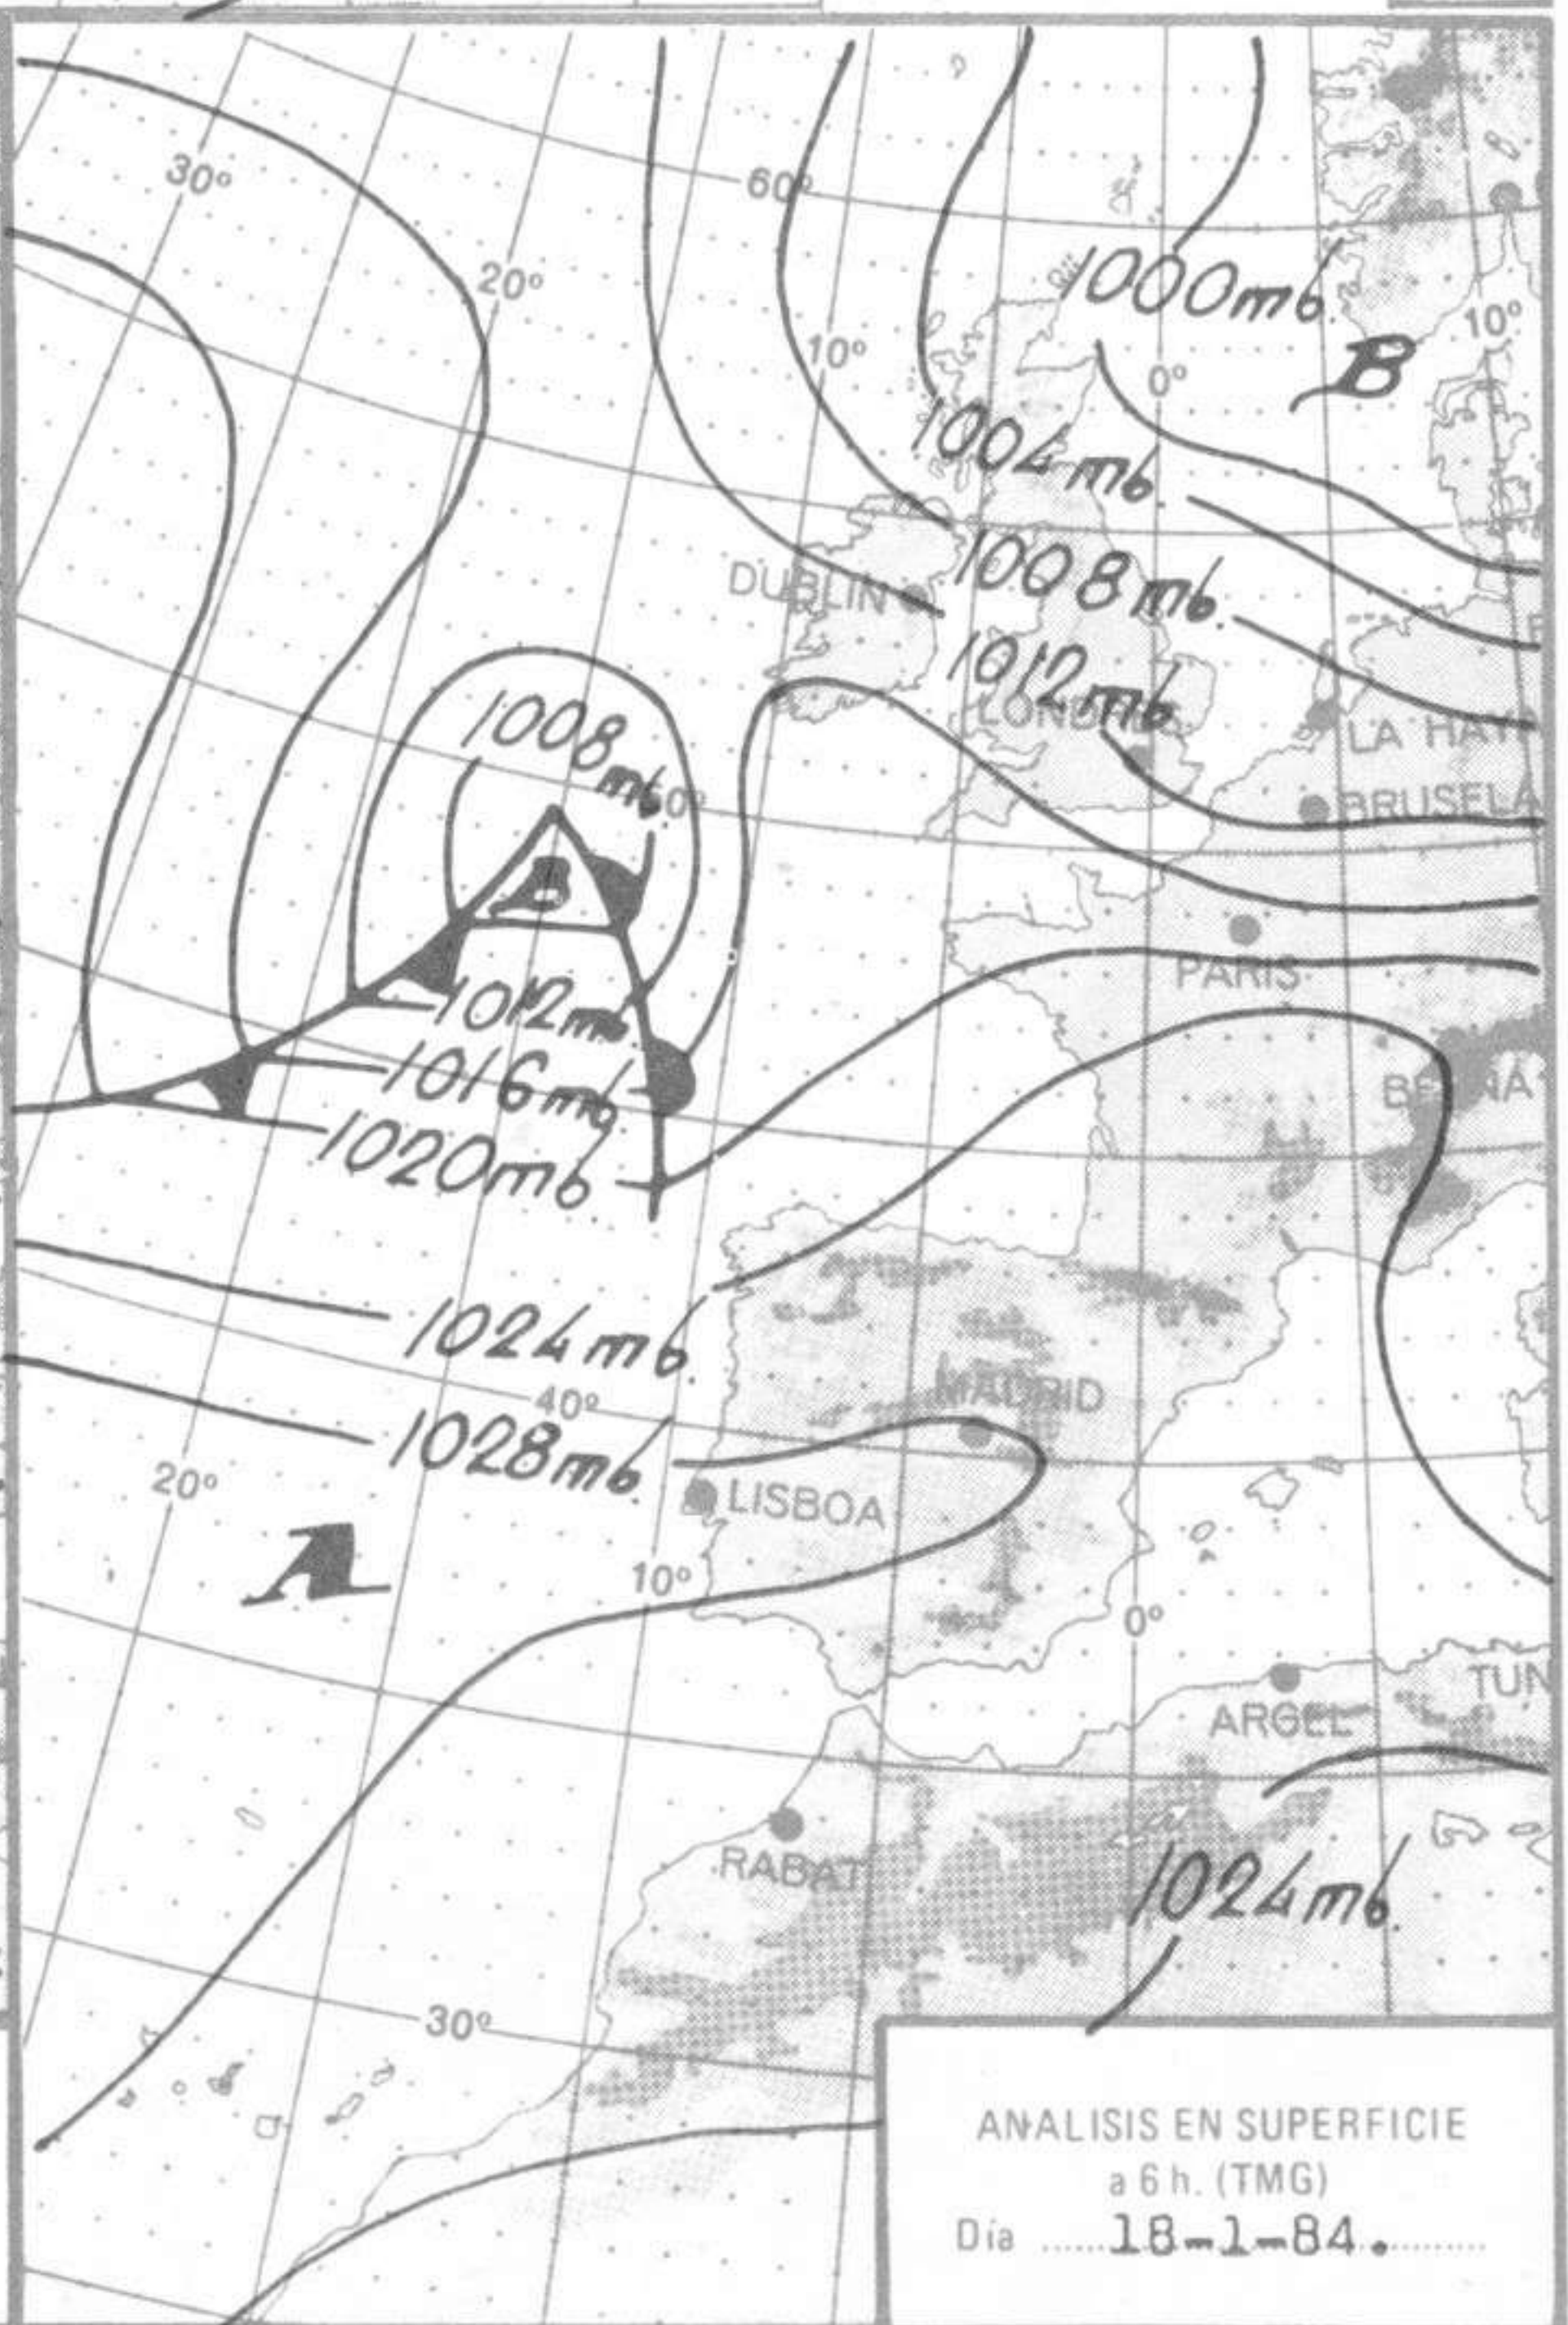 30°
60°
20°
1000mb.
10°
10°
B
0°
1004mb
1008mb.
DUBLIN
1012mb
1008mb.
LA HAY
BRUSELA
B
PARIS
1012mb.
1016mb.
1020mb
1024mb.
MADRID
40°
1028mb.
20°
LISBOA
A
10°
0°
TUN
ARGEL
RABAT
1024mb.
30°
ANALISIS EN SUPERFICIE
a 6 h. (TMG)
Día 18-1-84.